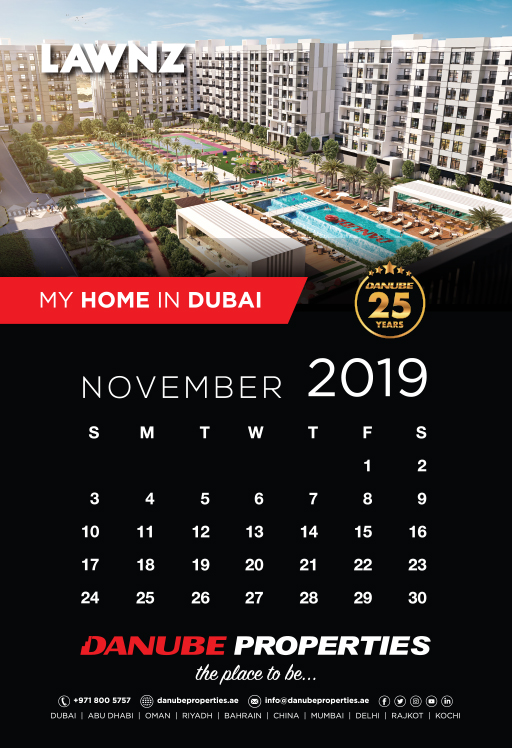 LAWNZ
MY HOME IN DUBAI
DANUBE
25
YEARS
NOVEMBER 2019
S M T W T F S
1 2
3 4 5 6 7 8 9
10 11 12 13 14 15 16
17 18 19 20 21 22 23
24 25 26 27 28 29 30
DANUBE PROPERTIES
the place to be...
+971 800 5757 danubeproperties.ae info@danubeproperties.ae
DUBAI | ABU DHABI | OMAN | RIYADH | BAHRAIN | CHINA | MUMBAI | DELHI | RAJKOT | KOCHI